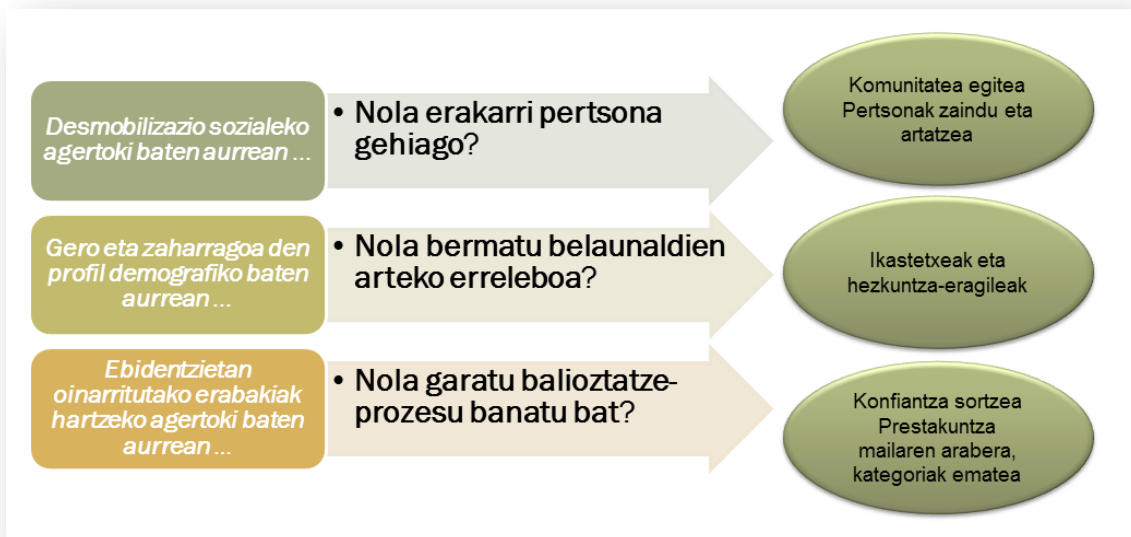 Desmobilizazio sozialeko
agertoki baten aurrean ...
• Nola erakarri pertsona
gehiago?
Komunitatea egitea
Pertsonak zaindu eta
artatzea
Gero eta zaharragoa den
profil demografiko baten
aurrean ...
• Nola bermatu belaunaldien
arteko erreleboa?
Ikastetxeak eta
hezkuntza-eragileak
Ebidentzietan
oinarritutako erabakiak
hartzeko agertoki baten
aurrean ...
• Nola garatu balioztatze-
prozesu banatu bat?
Konfiantza sortzea
Prestakuntza
mailaren arabera,
kategoriak ematea